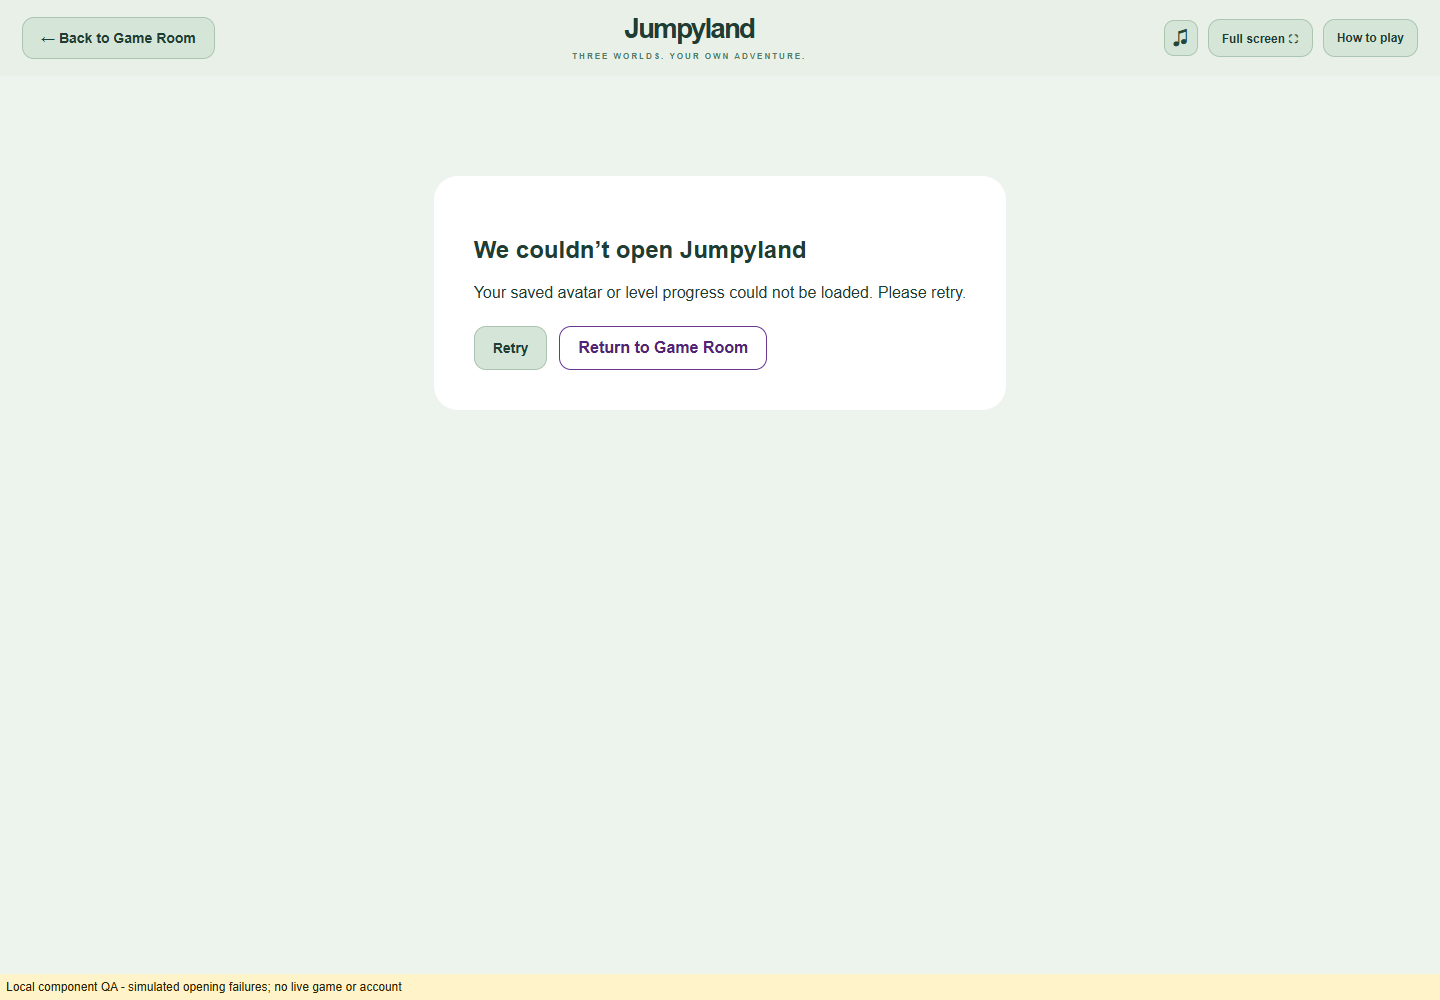 ← Back to Game Room
Jumpyland
THREE WORLDS. YOUR OWN ADVENTURE.
Full screen
How to play
We couldn’t open Jumpyland
Your saved avatar or level progress could not be loaded. Please retry.
Retry
Return to Game Room
Local component QA - simulated opening failures; no live game or account